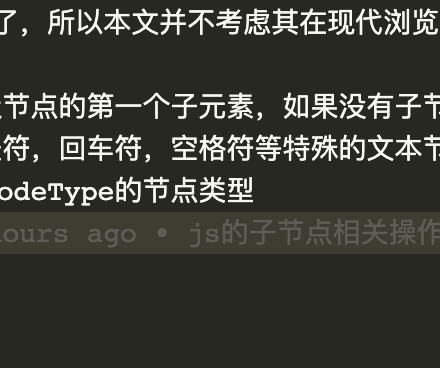 了，所以本文并不考虑其在现代浏览
节点的第一个子元素，如果没有子节
符，回车符，空格符等特殊的文本节
odeType的节点类型
ours ago • js的子节点相关操作